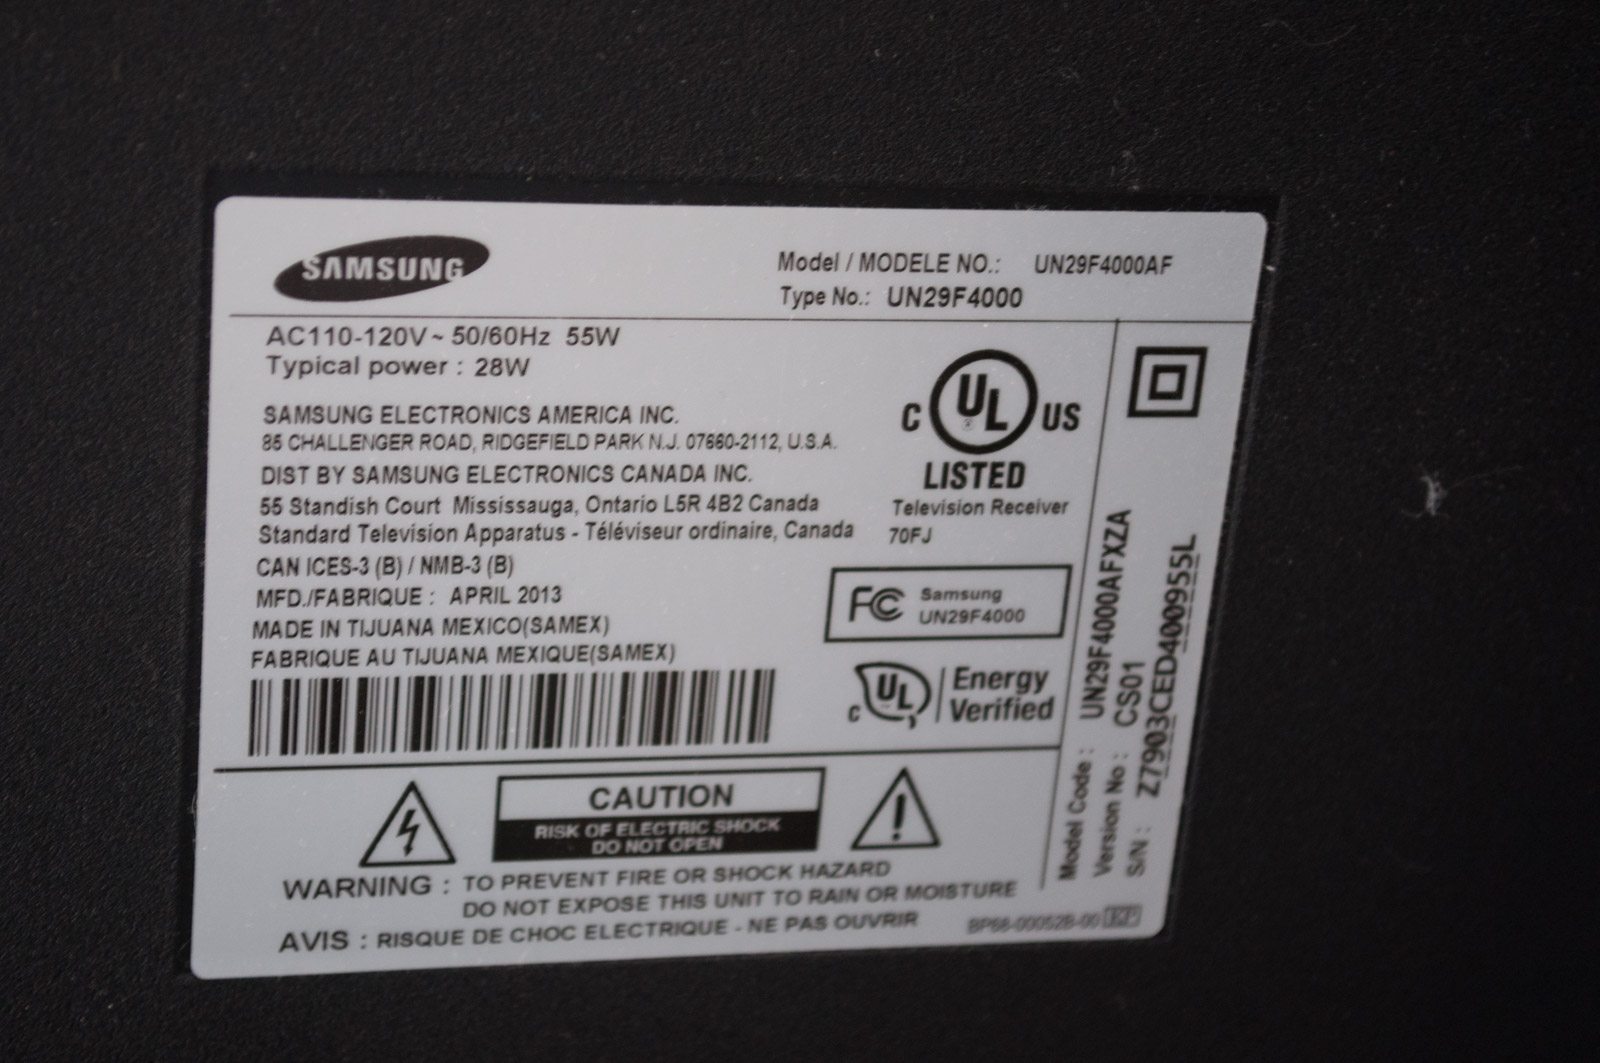 SAMSUNG
Model / MODELE NO.: UN29F4000AF
Type No.: UN29F4000
AC110-120V ~ 50/60Hz 55W
Typical power : 28W
SAMSUNG ELECTRONICS AMERICA INC.
85 CHALLENGER ROAD, RIDGEFIELD PARK N.J. 07660-2112, U.S.A.
DIST BY SAMSUNG ELECTRONICS CANADA INC.
55 Standish Court Mississauga, Ontario L5R 4B2 Canada
Standard Television Apparatus - Téléviseur ordinaire, Canada
CAN ICES-3 (B) / NMB-3 (B)
MFD./FABRIQUE : APRIL 2013
MADE IN TIJUANA MEXICO(SAMEX)
FABRIQUE AU TIJUANA MEXIQUE(SAMEX)
C UL US
LISTED
Television Receiver
70FJ
FC Samsung
UN29F4000
C UL Energy
Verified
Model Code : UN29F4000AFXZA
Version No : CS01
S/N : Z7903CED400955L
CAUTION
RISK OF ELECTRIC SHOCK
DO NOT OPEN
WARNING : TO PREVENT FIRE OR SHOCK HAZARD
DO NOT EXPOSE THIS UNIT TO RAIN OR MOISTURE
AVIS : RISQUE DE CHOC ELECTRIQUE - NE PAS OUVRIR
BP68-00052B-00